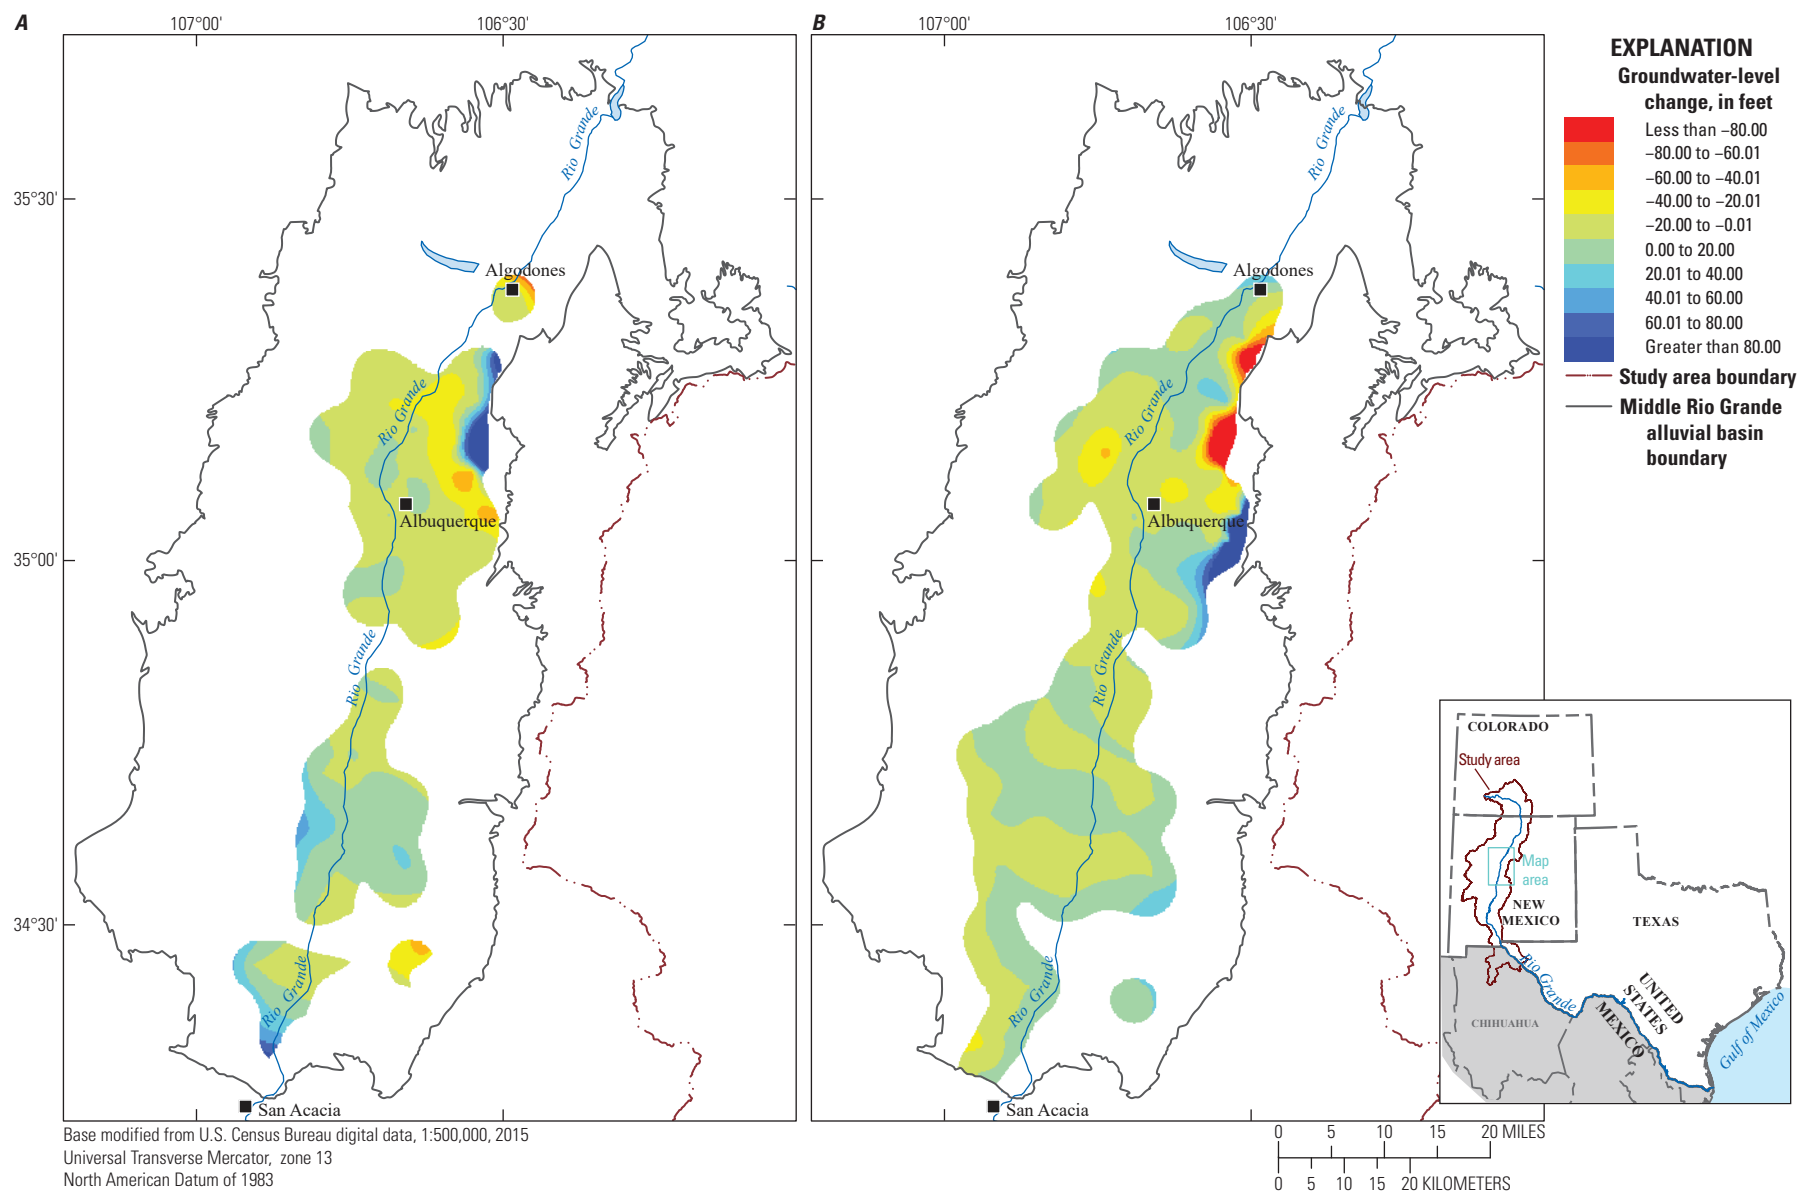 A
107°00'
106°30'
B
107°00'
106°30'
35°30'
35°00'
34°30'
Rio Grande
Algodones
Rio Grande
Albuquerque
Rio Grande
Rio Grande
San Acacia
Rio Grande
Algodones
Rio Grande
Albuquerque
Rio Grande
Rio Grande
San Acacia
EXPLANATION
Groundwater-level
change, in feet
Less than −80.00
−80.00 to −60.01
−60.00 to −40.01
−40.00 to −20.01
−20.00 to −0.01
0.00 to 20.00
20.01 to 40.00
40.01 to 60.00
60.01 to 80.00
Greater than 80.00
Study area boundary
Middle Rio Grande
alluvial basin
boundary
COLORADO
Study area
Map
area
NEW
MEXICO
TEXAS
Rio Grande
UNITED
STATES
MEXICO
CHIHUAHUA
Gulf of Mexico
Base modified from U.S. Census Bureau digital data, 1:500,000, 2015
Universal Transverse Mercator, zone 13
North American Datum of 1983
0 5 10 15 20 MILES
0 5 10 15 20 KILOMETERS